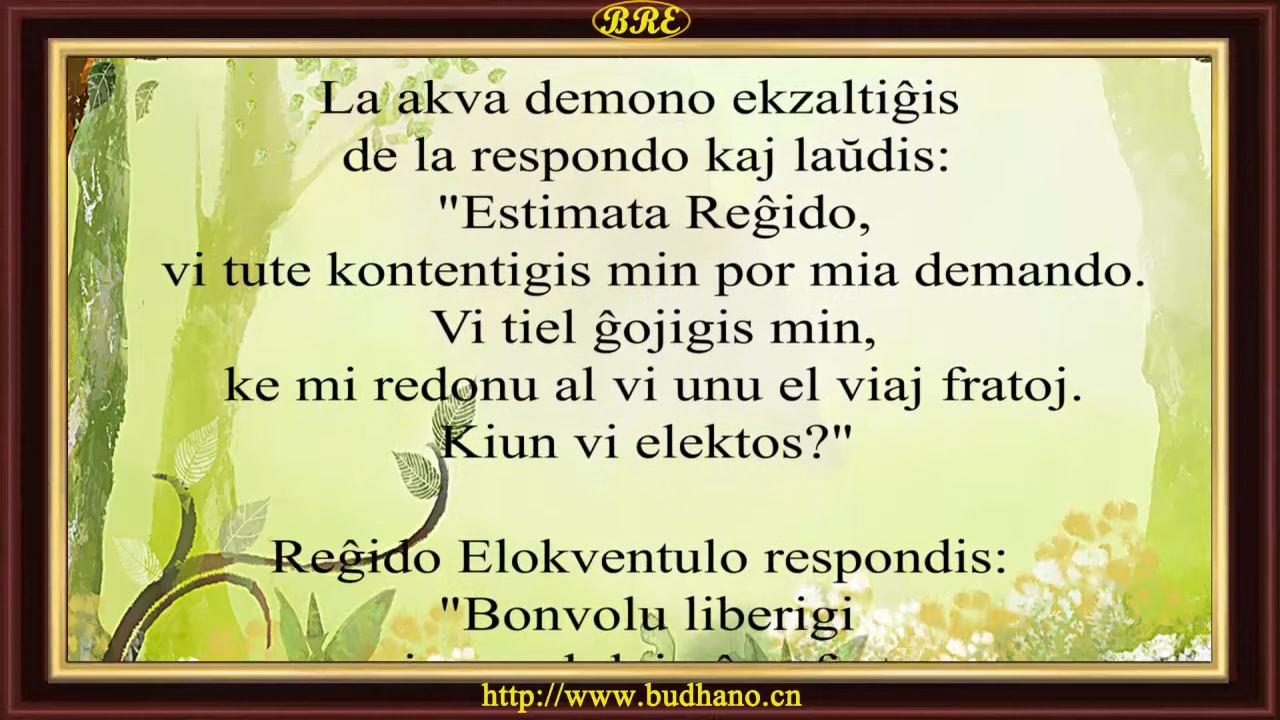 BRE
La akva demono ekzaltiĝis
de la respondo kaj laŭdis:
"Estimata Reĝido,
vi tute kontentigis min por mia demando.
Vi tiel ĝojigis min,
ke mi redonu al vi unu el viaj fratoj.
Kiun vi elektos?"
Reĝido Elokventulo respondis:
"Bonvolu liberigi
http://www.budhano.cn